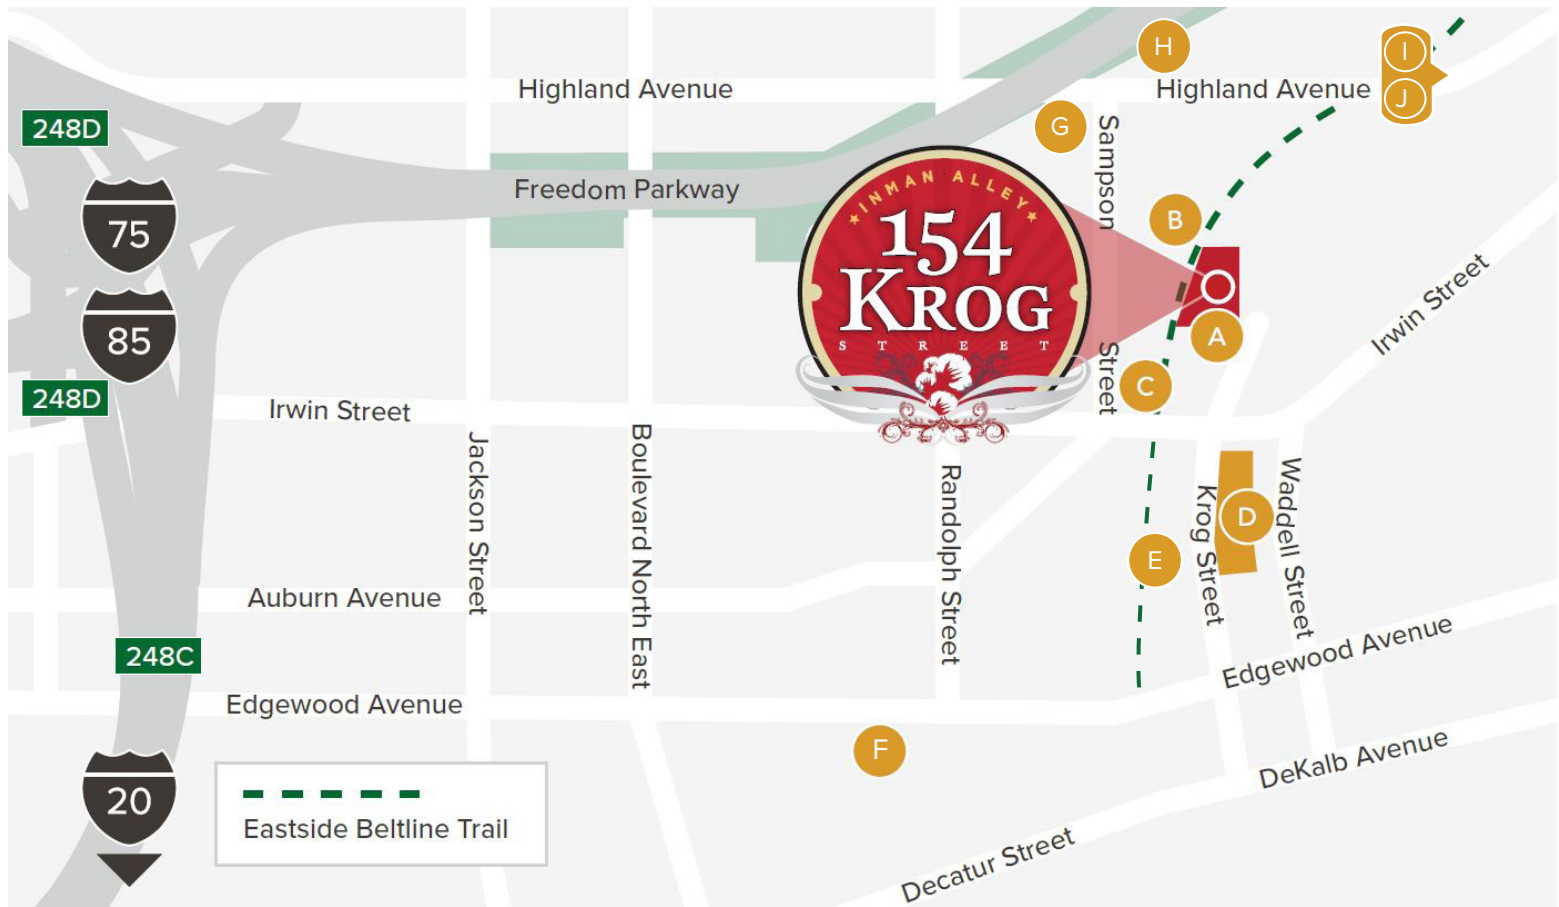 H
I
Highland Avenue
Highland Avenue
J
248D
G
Sampson
Street
Freedom Parkway
INMAN ALLEY
154
KROG
STREET
B
75
A
85
C
248D
Irwin Street
Irwin Street
Jackson Street
Boulevard North East
Randolph Street
Krog Street
D
Waddell Street
E
Auburn Avenue
248C
Edgewood Avenue
Edgewood Avenue
F
DeKalb Avenue
20
Eastside Beltline Trail
Decatur Street